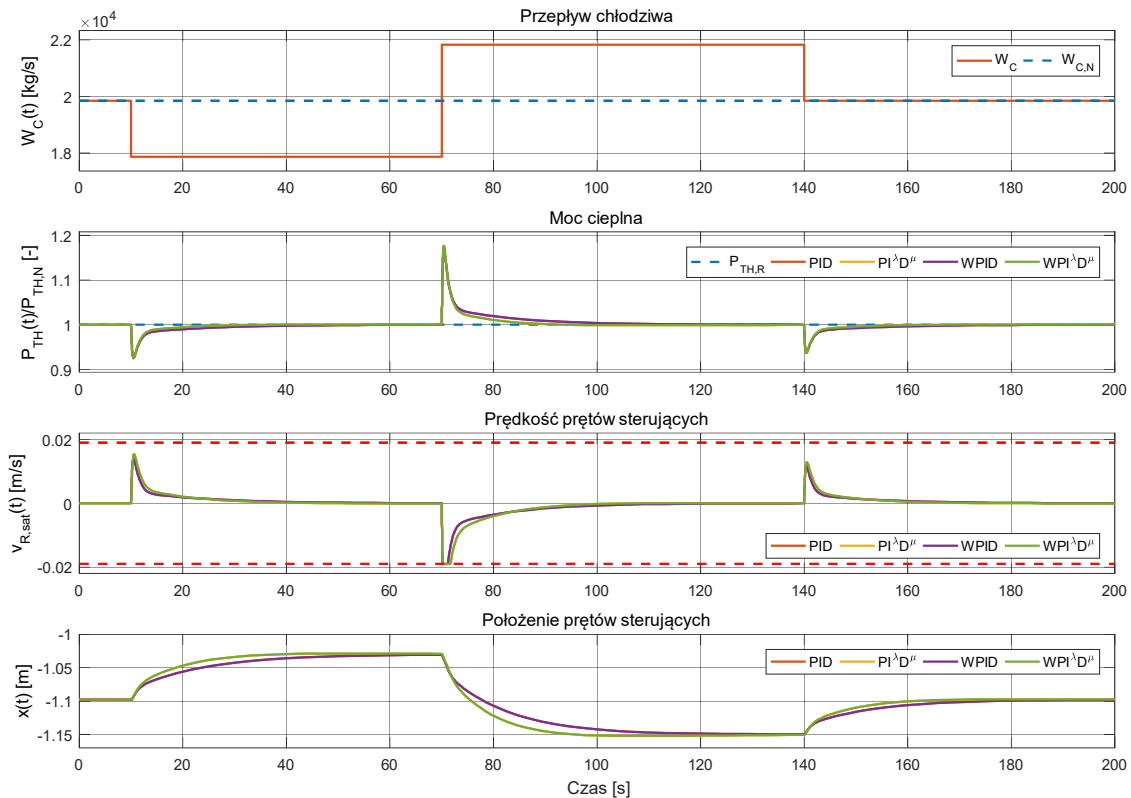 Przepływ chłodziwa
×10⁴
2.2
2
1.8
W_C(t) [kg/s]
W_C W_C,N
0 20 40 60 80 100 120 140 160 180 200
Moc cieplna
1.2
1.1
1
0.9
P_TH(t)/P_TH,N [-]
P_TH,R PID PI^λD^μ WPID WPI^λD^μ
0 20 40 60 80 100 120 140 160 180 200
Prędkość prętów sterujących
0.02
0
-0.02
v_R,sat(t) [m/s]
PID PI^λD^μ WPID WPI^λD^μ
0 20 40 60 80 100 120 140 160 180 200
Położenie prętów sterujących
-1
-1.05
-1.1
-1.15
x(t) [m]
PID PI^λD^μ WPID WPI^λD^μ
0 20 40 60 80 100 120 140 160 180 200
Czas [s]